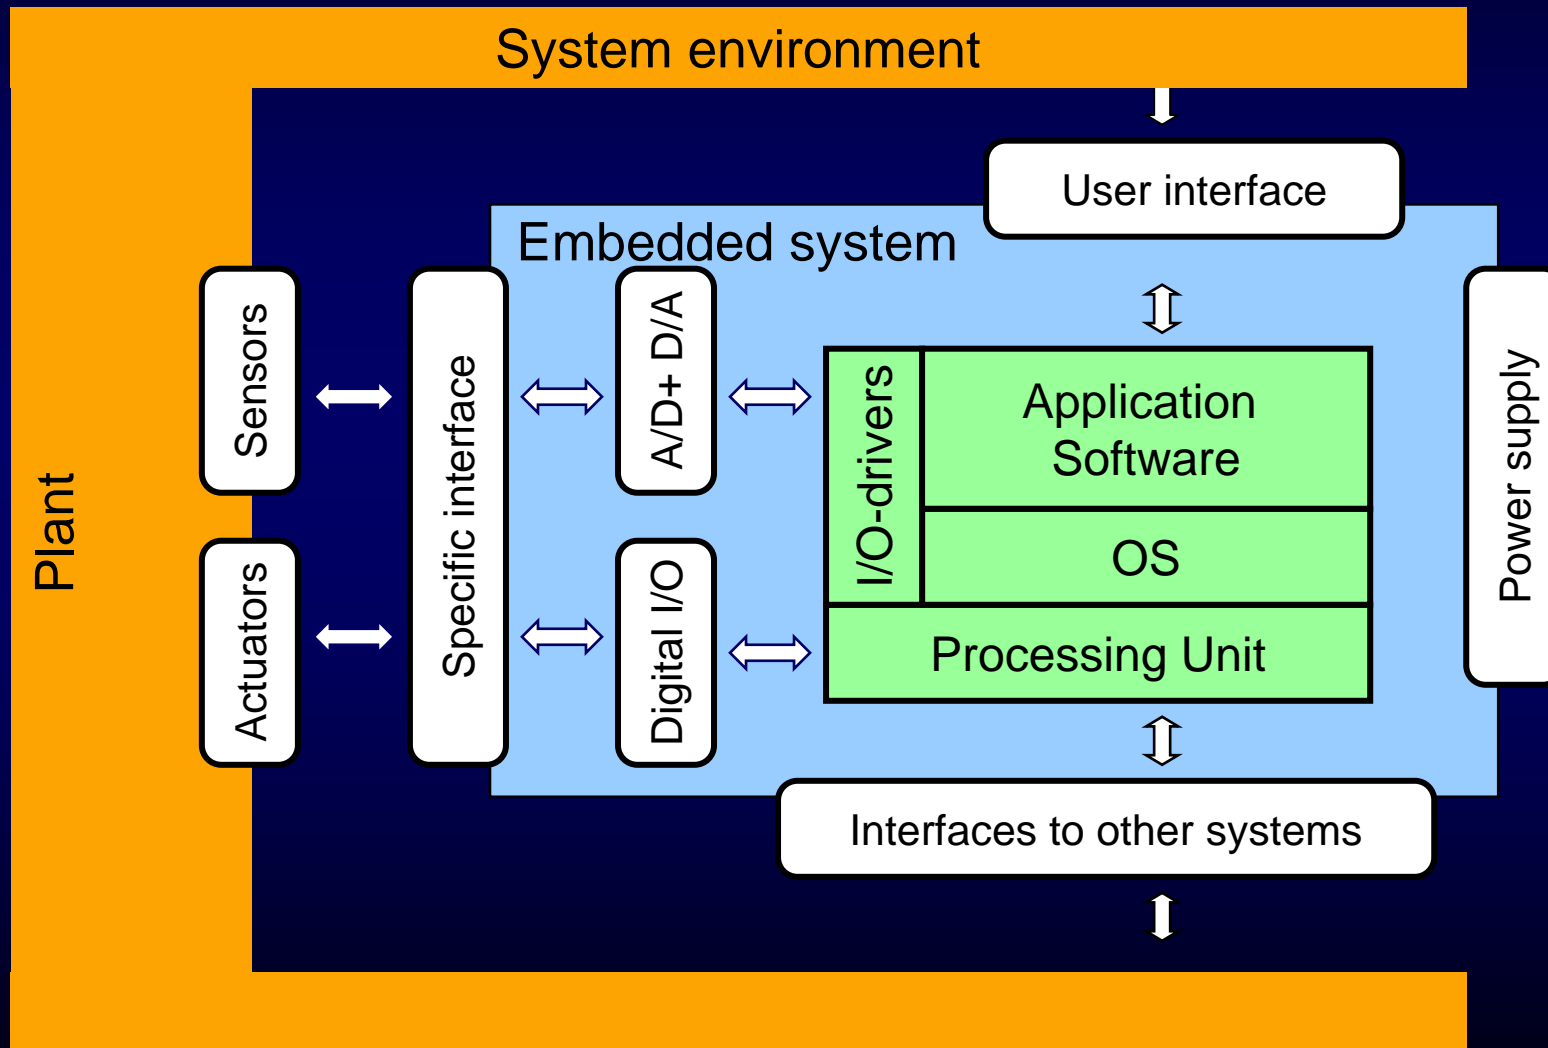 System environment
User interface
Embedded system
Plant
Sensors
Actuators
Specific interface
A/D+ D/A
Digital I/O
I/O-drivers
Application
Software
OS
Processing Unit
Power supply
Interfaces to other systems